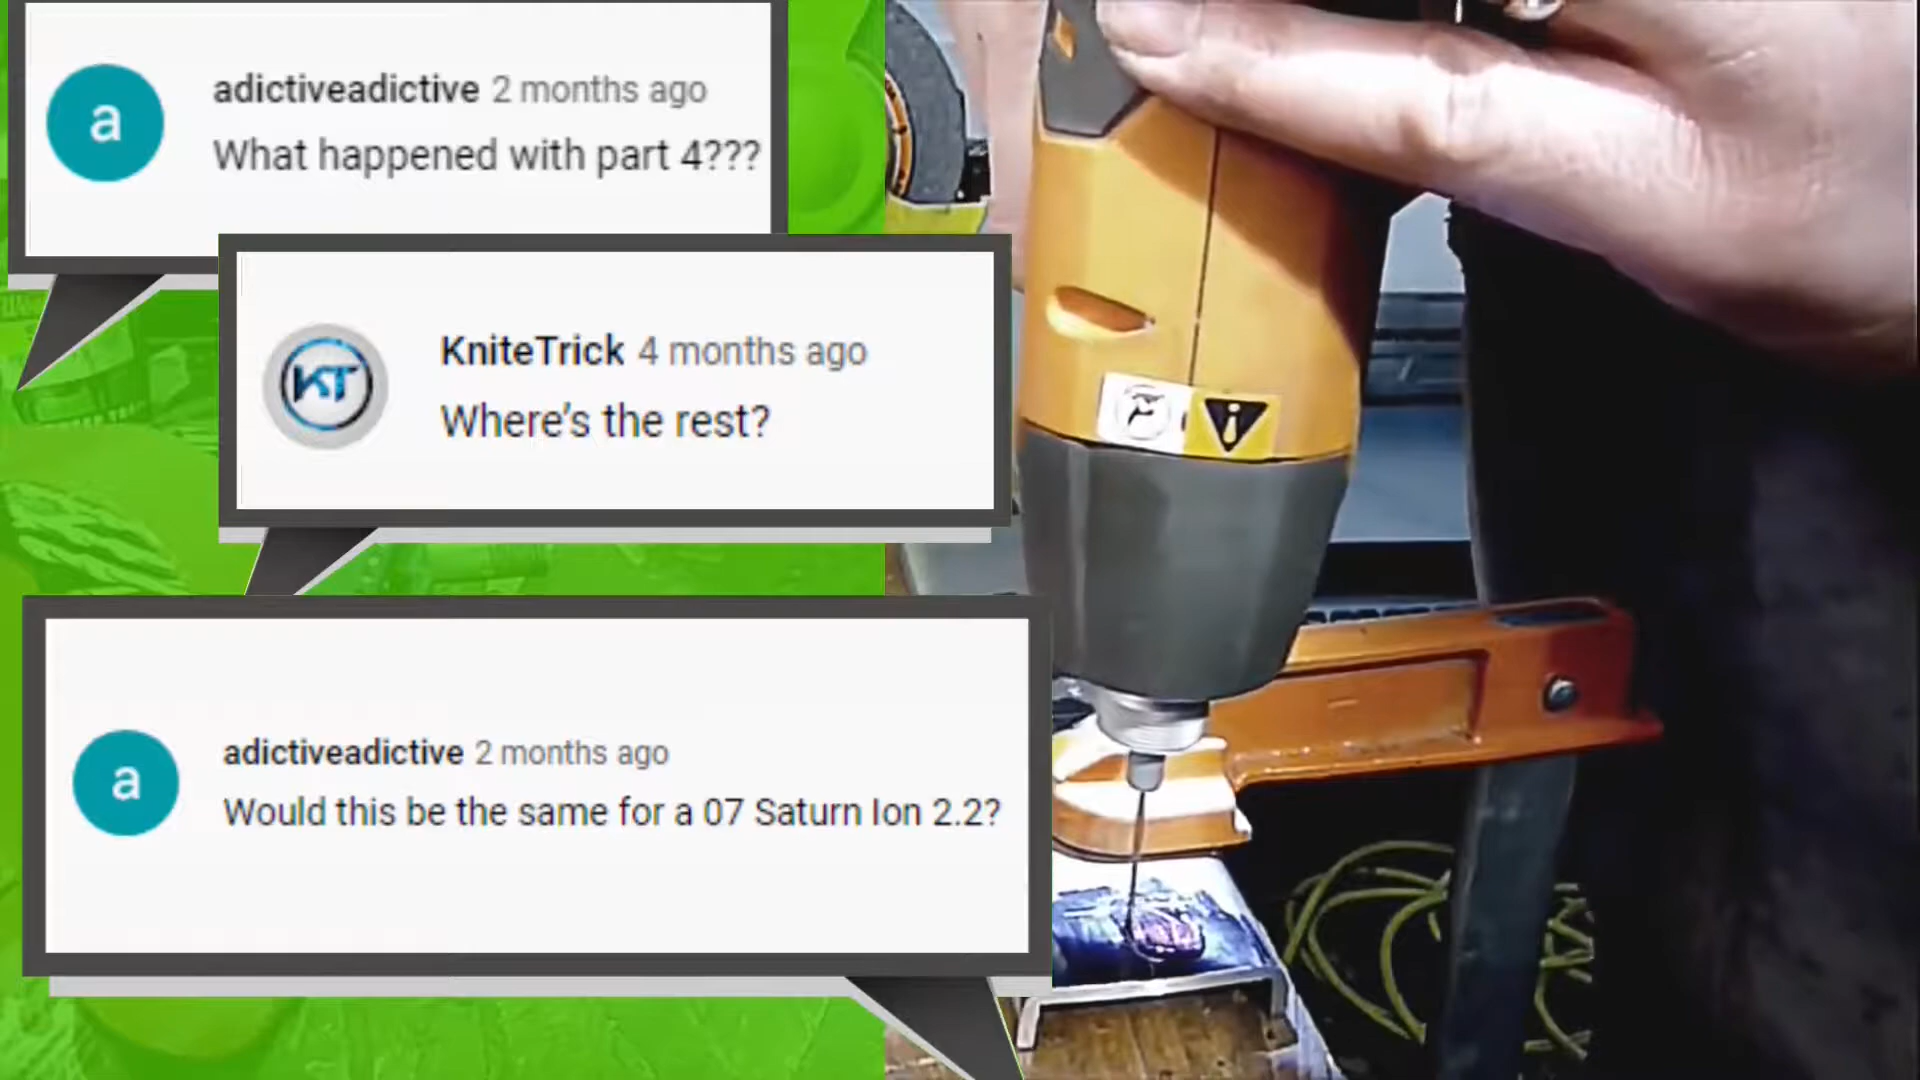 a
adictiveadictive 2 months ago
What happened with part 4???
KT
KniteTrick 4 months ago
Where's the rest?
a
adictiveadictive 2 months ago
Would this be the same for a 07 Saturn Ion 2.2?